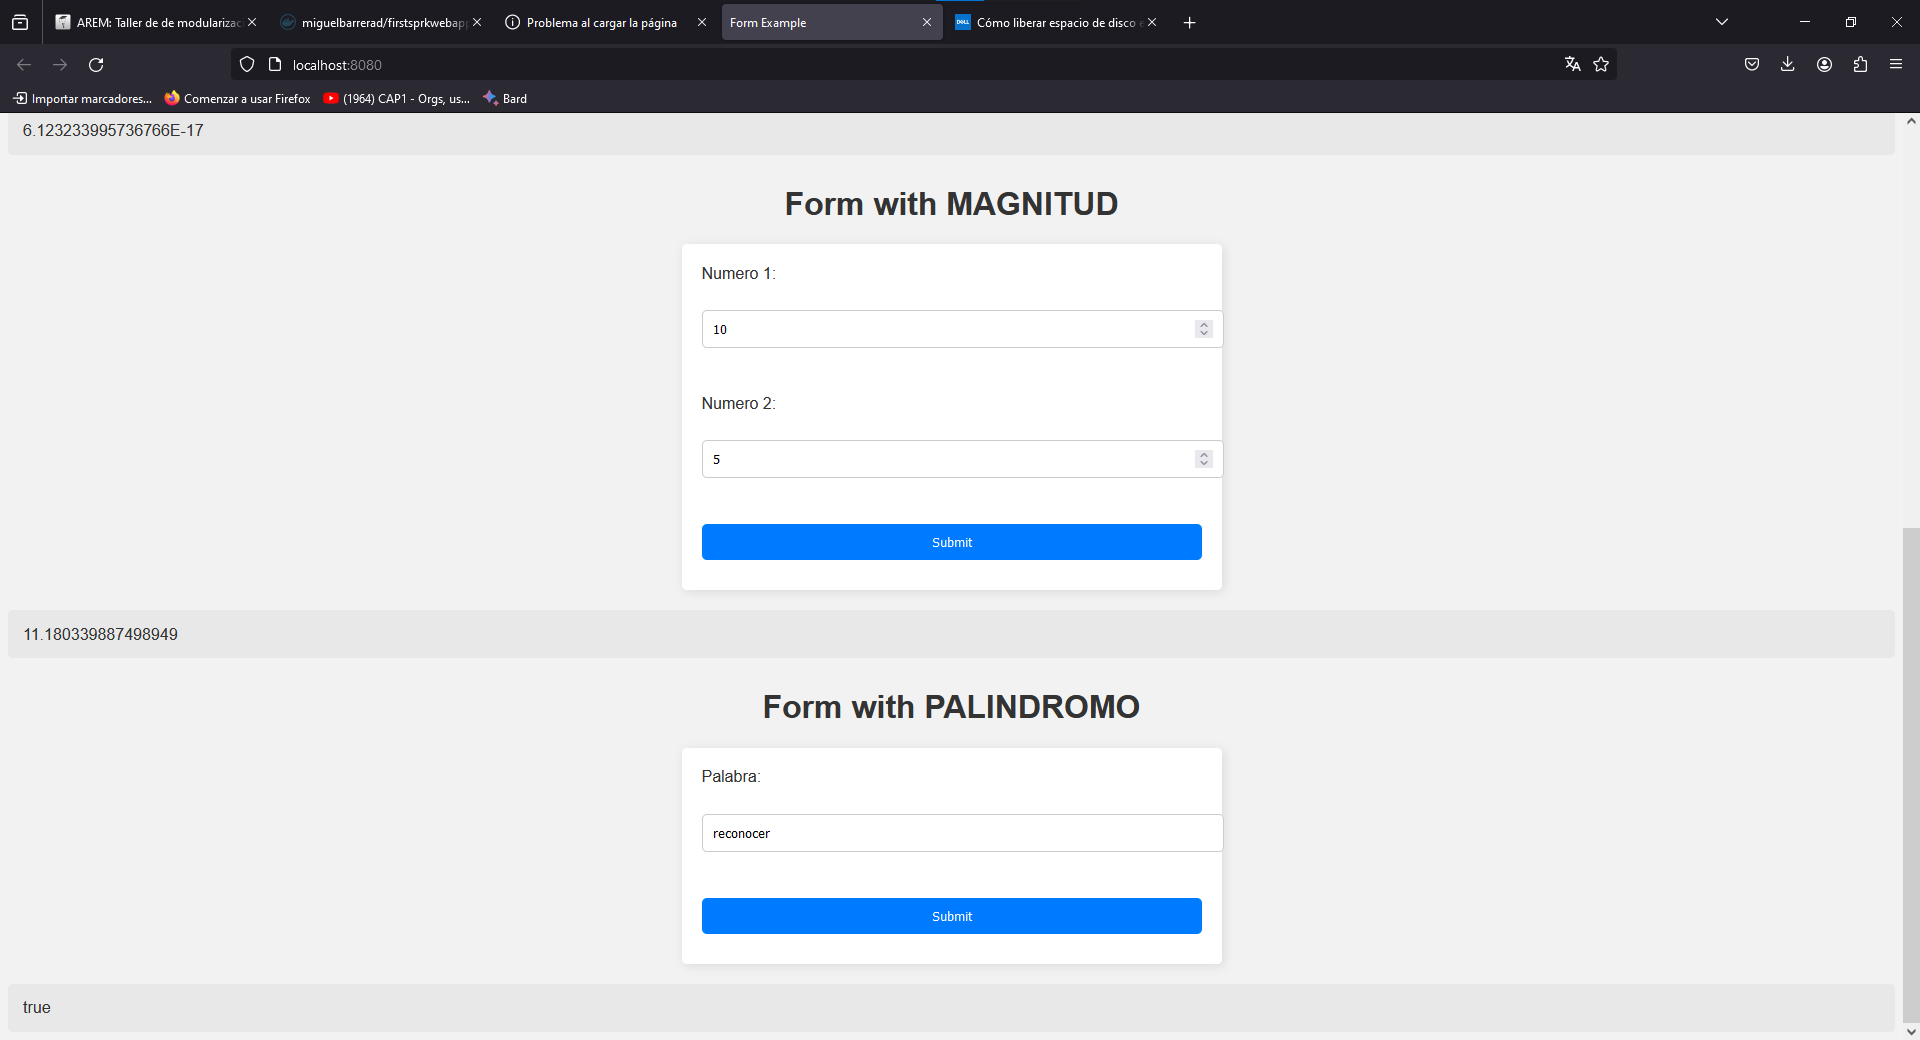 AREM: Taller de de modulariza
miguelbarrerad/firstsprkwebap
Problema al cargar la página
Form Example
DELL
Cómo liberar espacio de disco
localhost:8080
Importar marcadores...
Comenzar a usar Firefox
(1964) CAP1 - Orgs, us...
Bard
6.123233995736766E-17
Form with MAGNITUD
Numero 1:
10
Numero 2:
5
Submit
11.180339887498949
Form with PALINDROMO
Palabra:
reconocer
Submit
true